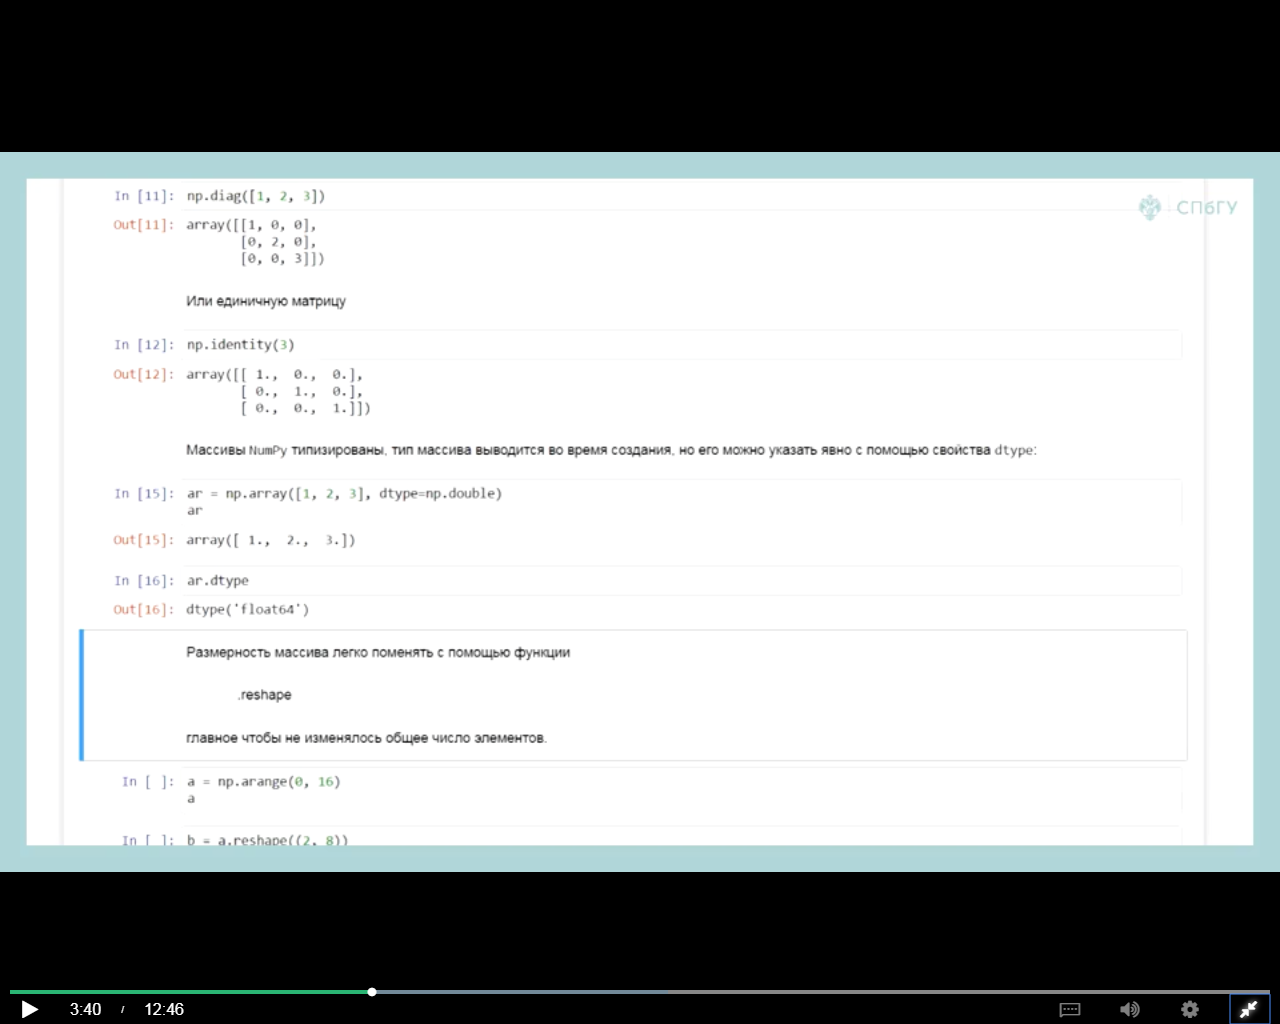 In [11]: np.diag([1, 2, 3])
СПбГУ
Out[11]: array([[1, 0, 0],
[0, 2, 0],
[0, 0, 3]])
Или единичную матрицу
In [12]: np.identity(3)
Out[12]: array([[ 1., 0., 0.],
[ 0., 1., 0.],
[ 0., 0., 1.]])
Массивы NumPy типизированы, тип массива выводится во время создания, но его можно указать явно с помощью свойства dtype:
In [15]: ar = np.array([1, 2, 3], dtype=np.double)
ar
Out[15]: array([ 1., 2., 3.])
In [16]: ar.dtype
Out[16]: dtype('float64')
Размерность массива легко поменять с помощью функции
.reshape
главное чтобы не изменялось общее число элементов.
In [ ]: a = np.arange(0, 16)
a
In [ ]: b = a.reshape((2, 8))
3:40 / 12:46